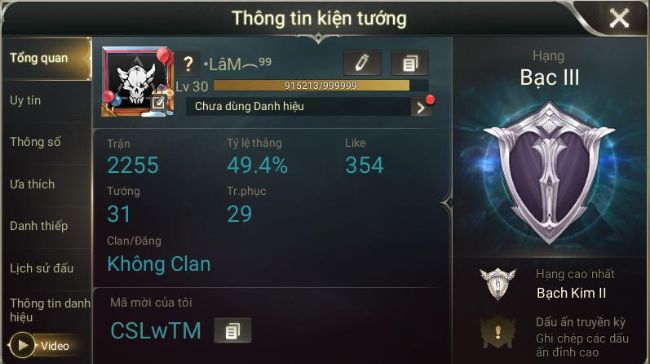 Thông tin kiện tướng
Tổng quan
Uy tín
Thông số
Ưa thích
Danh thiếp
Lịch sử đấu
Thông tin danh
hiệu
Video
? •LâM⌒⁹⁹
Lv 30 915213/999999
Chưa dùng Danh hiệu
Trận Tỷ lệ thắng Like
2255 49.4% 354
Tướng Tr.phục
31 29
Clan/Đăng
Không Clan
Mã mời của tôi
CSLwTM
Hạng
Bạc III
Hạng cao nhất
Bạch Kim II
Dấu ấn truyền kỳ
Ghi chép các dấu
ấn đỉnh cao